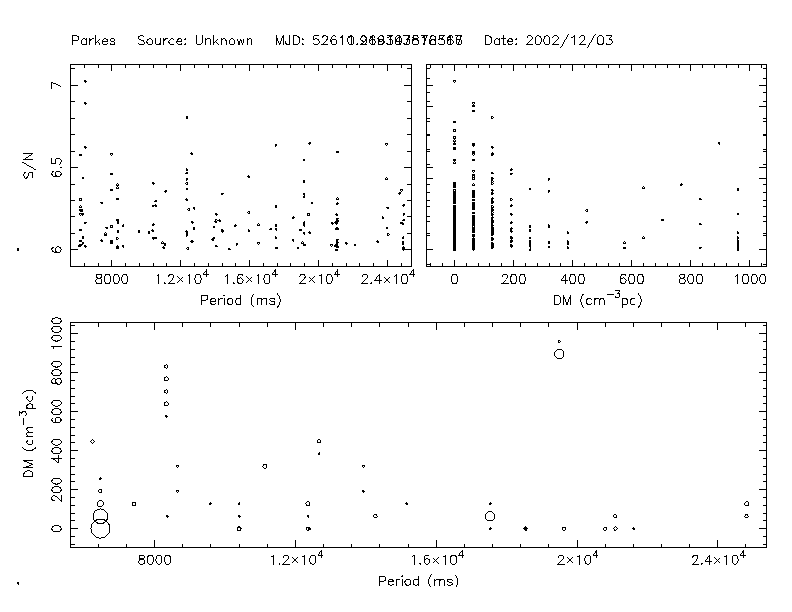 Parkes Source: Unknown MJD: Date: 2002/12/03
7
6.5
6
S/N
8000 1.2×10⁴ 1.6×10⁴ 2×10⁴ 2.4×10⁴
Period (ms)
0 200 400 600 800 1000
DM (cm⁻³pc)
1000
800
600
400
200
0
DM (cm⁻³pc)
8000 1.2×10⁴ 1.6×10⁴ 2×10⁴ 2.4×10⁴
Period (ms)